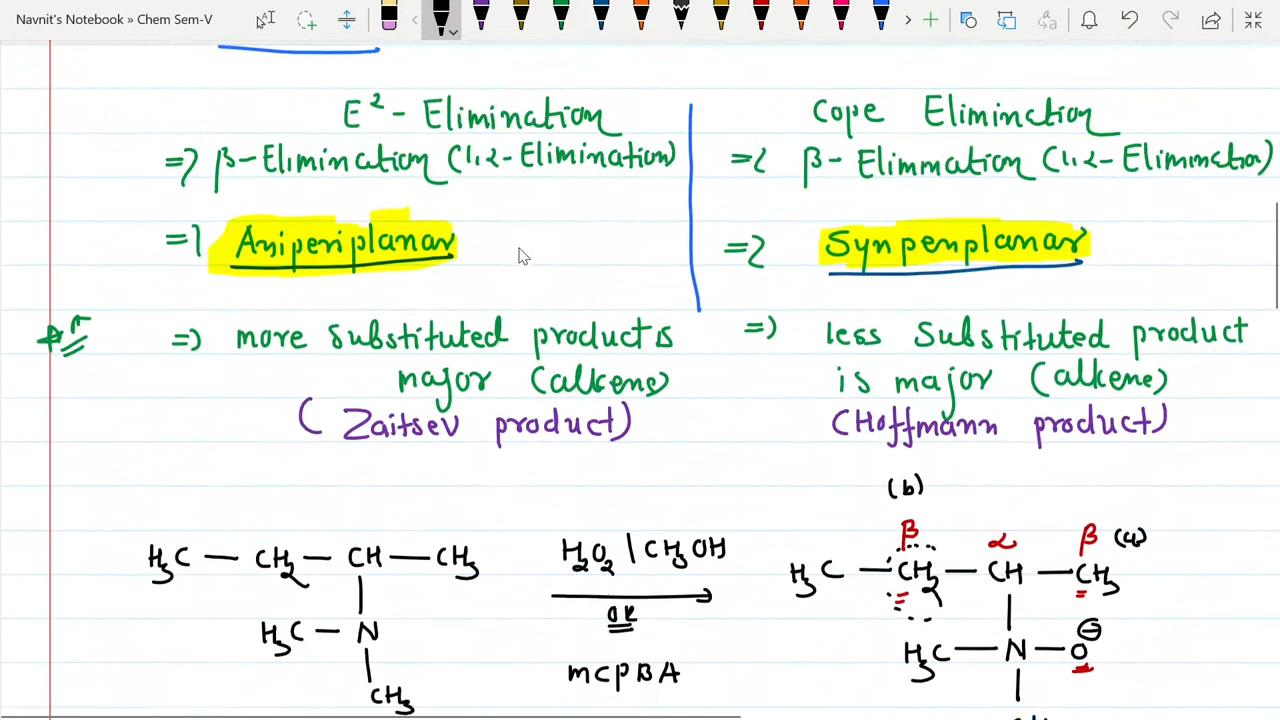 Navnit's Notebook » Chem Sem-V
E² - Elimination
=> β-Elimination (1,2-Elimination)
=> Aniperiplanar
=> more substituted product is
major (alkene)
(Zaitsev product)
Cope Elimination
=> β- Elimination (1,2-Elimination)
=> Synperiplanar
=> less Substituted product
is major (alkene)
(Hoffmann product)
H₃C — CH₂ — CH — CH₃
H₃C — N
CH₃
H₂O₂ | CH₃OH
OR
mcpBA
(b)
β α β (a)
H₃C — CH₂ — CH — CH₃
H₃C — N — O⊖